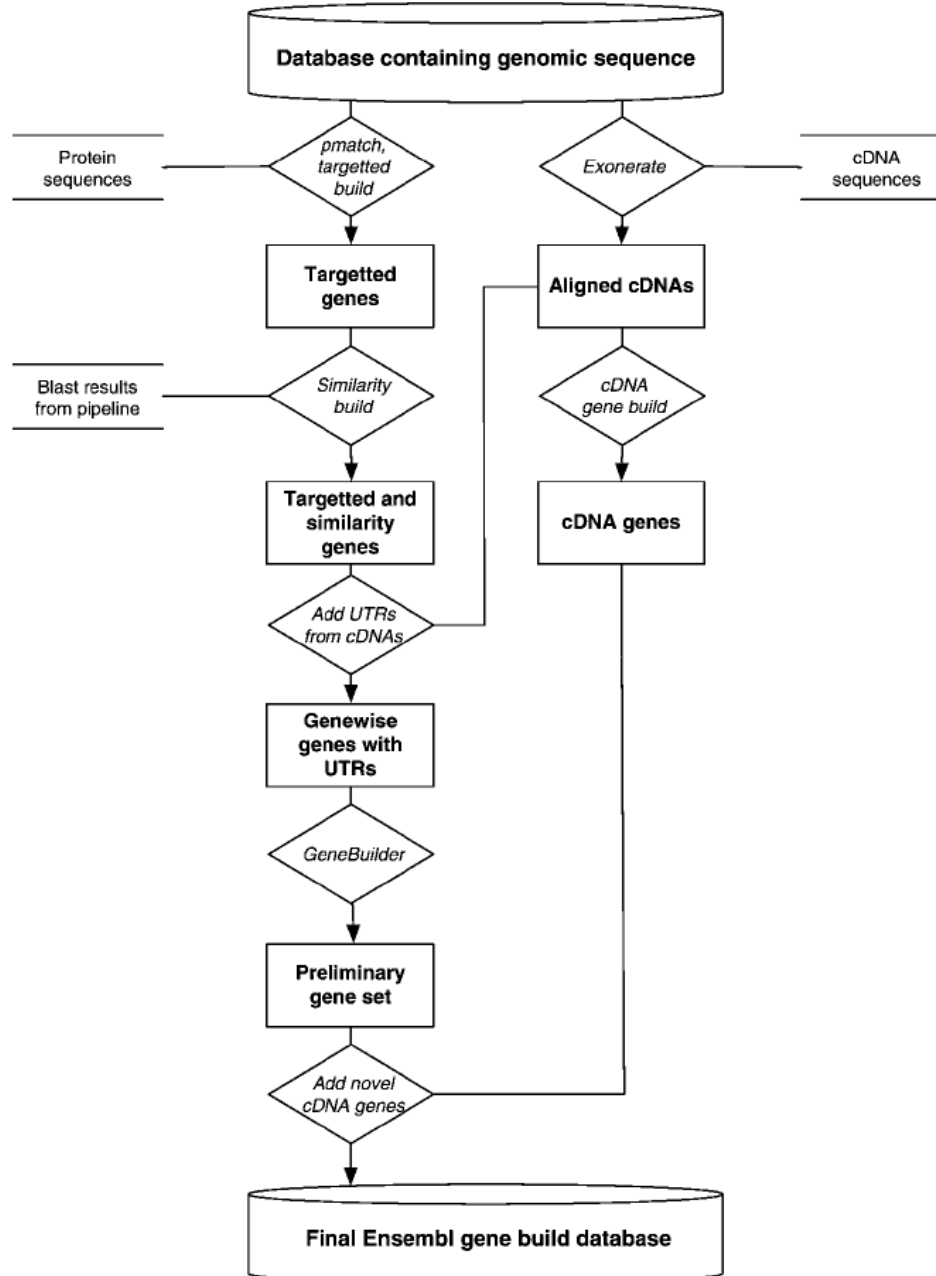 Database containing genomic sequence
Protein
sequences
pmatch,
targetted
build
Exonerate
cDNA
sequences
Targetted
genes
Aligned cDNAs
Blast results
from pipeline
Similarity
build
cDNA
gene build
Targetted and
similarity
genes
cDNA genes
Add UTRs
from cDNAs
Genewise
genes with
UTRs
GeneBuilder
Preliminary
gene set
Add novel
cDNA genes
Final Ensembl gene build database